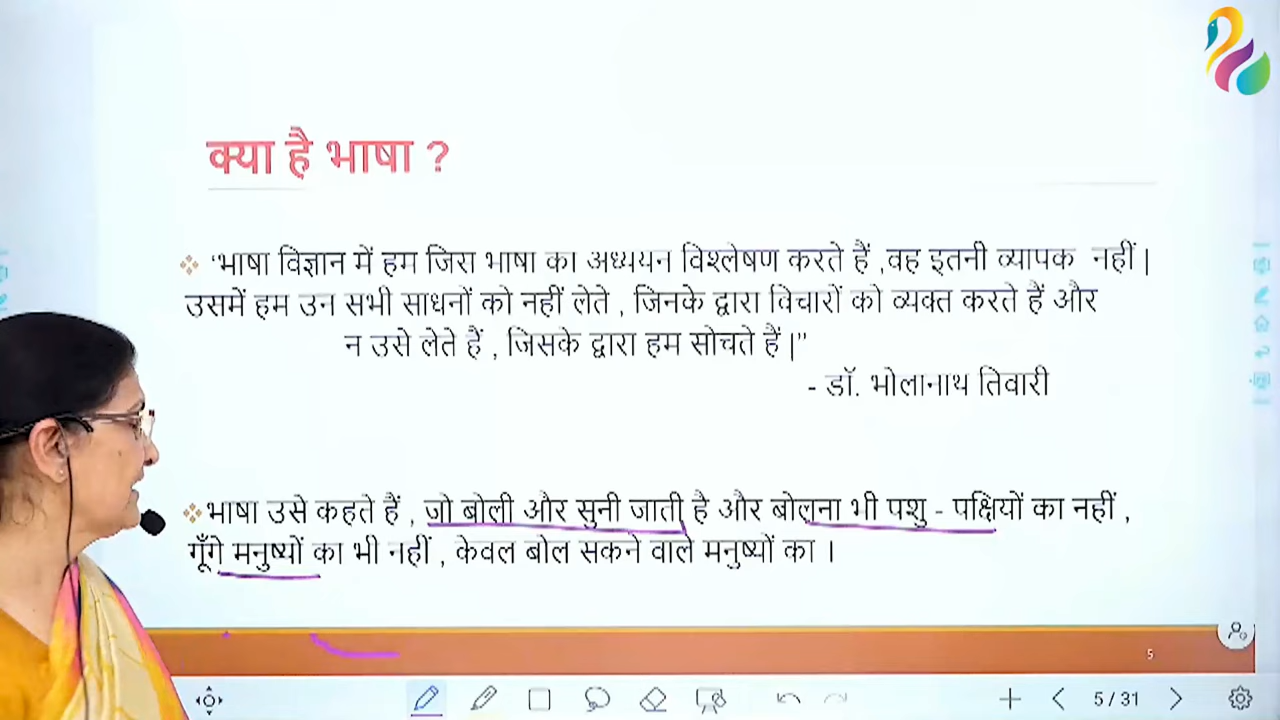 क्या है भाषा ?
“भाषा विज्ञान में हम जिस भाषा का अध्ययन विश्लेषण करते हैं ,वह इतनी व्यापक नहीं |
उसमें हम उन सभी साधनों को नहीं लेते , जिनके द्वारा विचारों को व्यक्त करते हैं और
न उसे लेते हैं , जिसके द्वारा हम सोचते हैं |”
- डॉ. भोलानाथ तिवारी
भाषा उसे कहते हैं , जो बोली और सुनी जाती है और बोलना भी पशु - पक्षियों का नहीं ,
गूँगे मनुष्यों का भी नहीं , केवल बोल सकने वाले मनुष्यों का ।
5
5 / 31